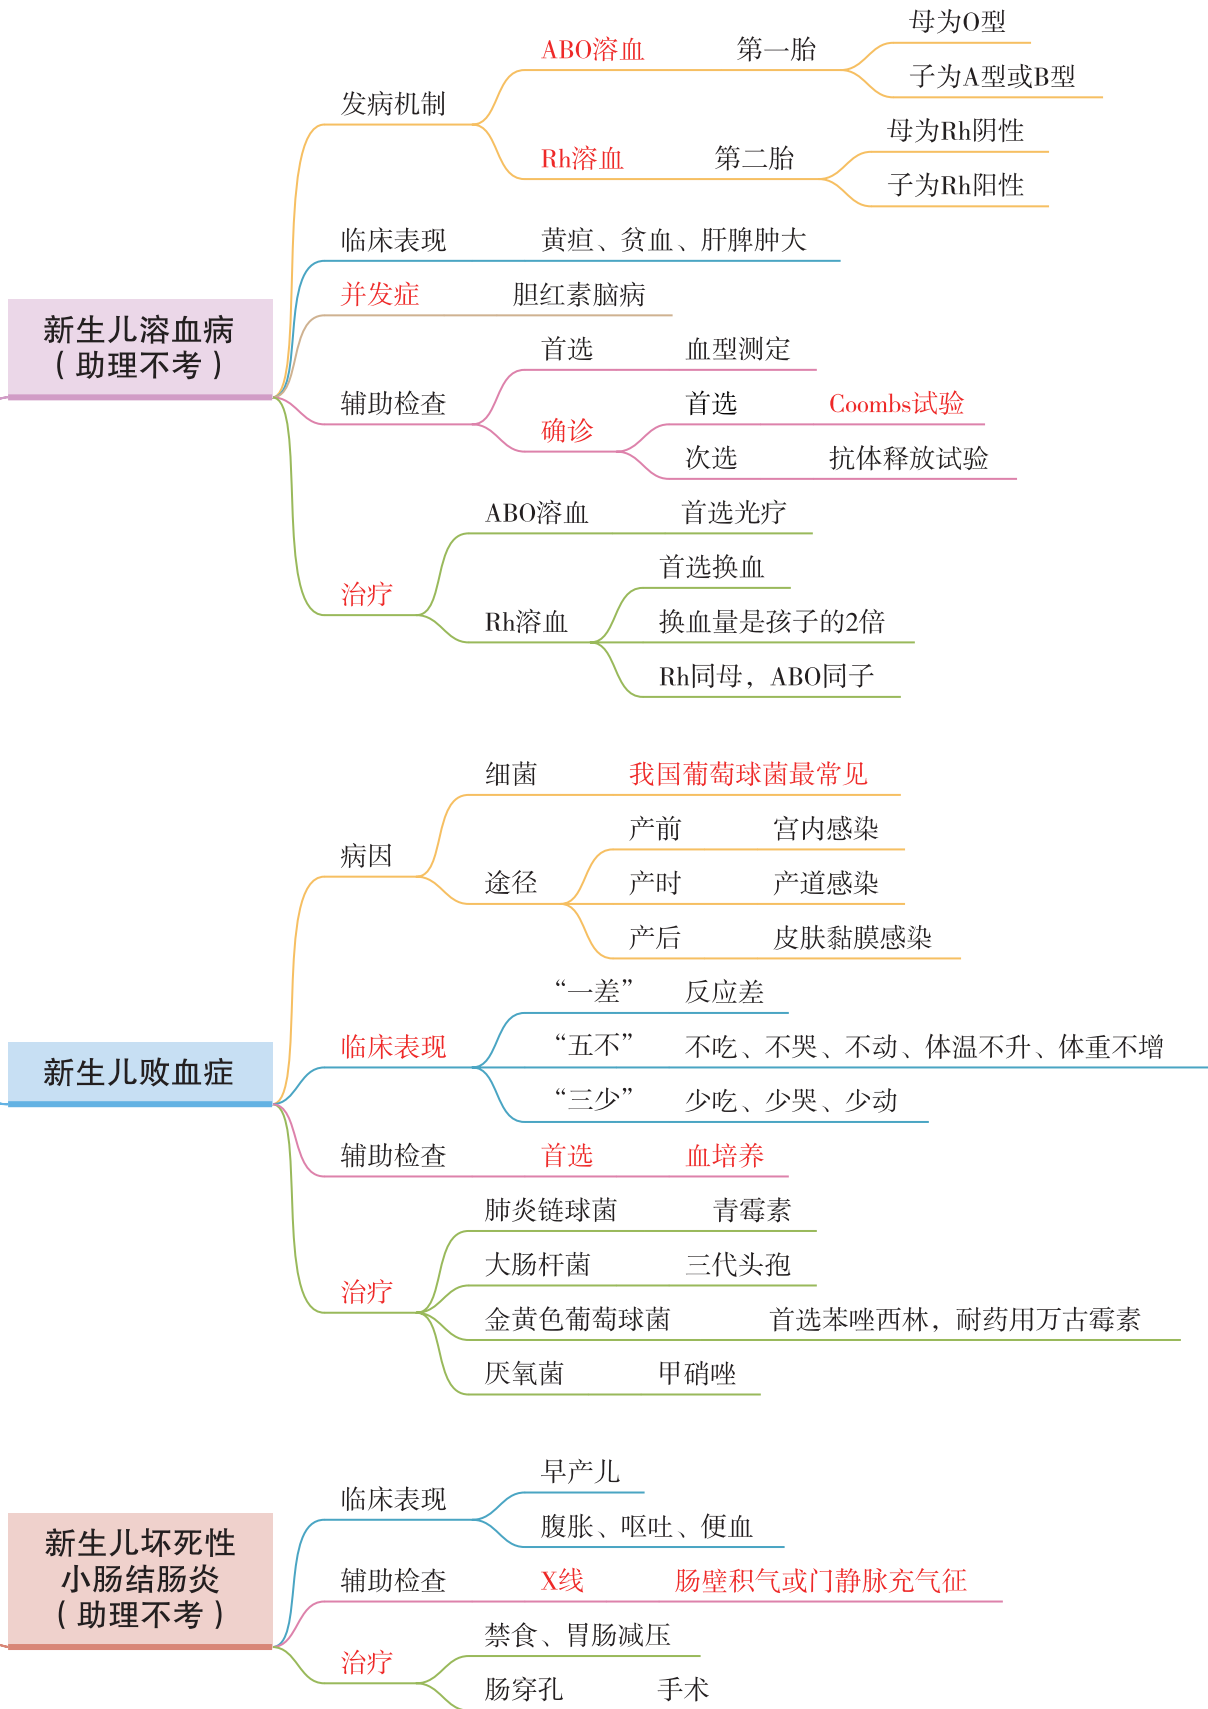 新生儿溶血病
（助理不考）
发病机制
ABO溶血 第一胎
母为O型
子为A型或B型
Rh溶血 第二胎
母为Rh阴性
子为Rh阳性
临床表现 黄疸、贫血、肝脾肿大
并发症 胆红素脑病
辅助检查
首选 血型测定
确诊
首选 Coombs试验
次选 抗体释放试验
治疗
ABO溶血 首选光疗
Rh溶血
首选换血
换血量是孩子的2倍
Rh同母，ABO同子
新生儿败血症
病因
细菌 我国葡萄球菌最常见
途径
产前 宫内感染
产时 产道感染
产后 皮肤黏膜感染
临床表现
“一差” 反应差
“五不” 不吃、不哭、不动、体温不升、体重不增
“三少” 少吃、少哭、少动
辅助检查 首选 血培养
治疗
肺炎链球菌 青霉素
大肠杆菌 三代头孢
金黄色葡萄球菌 首选苯唑西林，耐药用万古霉素
厌氧菌 甲硝唑
新生儿坏死性
小肠结肠炎
（助理不考）
临床表现
早产儿
腹胀、呕吐、便血
辅助检查 X线 肠壁积气或门静脉充气征
治疗
禁食、胃肠减压
肠穿孔 手术